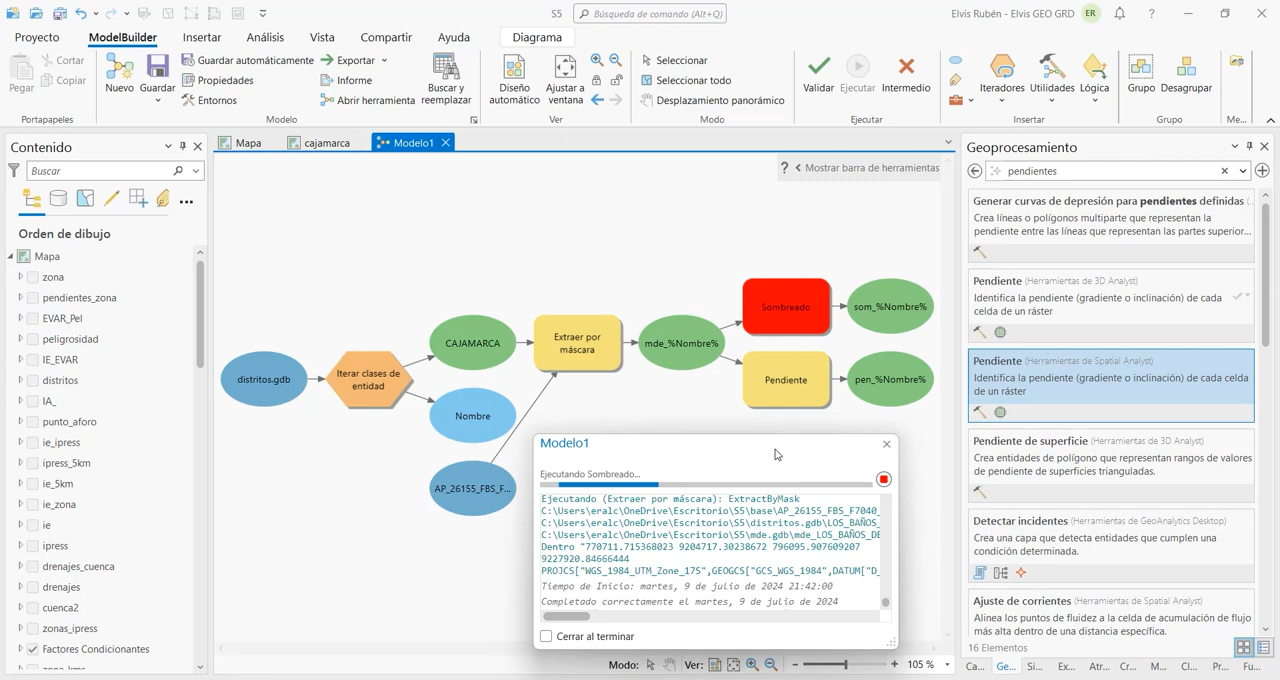 S5
Búsqueda de comando (Alt+Q)
Elvis Rubén - Elvis GEO GRD
ER
Proyecto
ModelBuilder
Insertar
Análisis
Vista
Compartir
Ayuda
Diagrama
Pegar
Cortar
Copiar
Portapapeles
Nuevo
Guardar
Guardar automáticamente
Propiedades
Entornos
Exportar
Informe
Abrir herramienta
Buscar y
reemplazar
Modelo
Diseño
automático
Ajustar a
ventana
Ver
Seleccionar
Seleccionar todo
Desplazamiento panorámico
Modo
Validar
Ejecutar
Intermedio
Ejecutar
Iteradores
Utilidades
Lógica
Insertar
Grupo
Desagrupar
Grupo
Me...
Contenido
Buscar
Orden de dibujo
Mapa
zona
pendientes_zona
EVAR_Pel
peligrosidad
IE_EVAR
distritos
IA_
punto_aforo
ie_ipress
ipress_5km
ie_5km
ie_zona
ie
ipress
drenajes_cuenca
drenajes
cuenca2
zonas_ipress
Factores Condicionantes
zona_kms
Mapa
cajamarca
Modelo1
? < Mostrar barra de herramientas
distritos.gdb
Iterar clases de
entidad
CAJAMARCA
Nombre
AP_26155_FBS_F...
Extraer por
máscara
mde_%Nombre%
Sombreado
som_%Nombre%
Pendiente
pen_%Nombre%
Modelo1
Ejecutando Sombreado...
Ejecutando (Extraer por máscara): ExtractByMask
C:\Users\eralc\OneDrive\Escritorio\S5\base\AP_26155_FBS_F7040_
C:\Users\eralc\OneDrive\Escritorio\S5\distritos.gdb\LOS_BAÑOS_
C:\Users\eralc\OneDrive\Escritorio\S5\mde.gdb\mde_LOS_BAÑOS_DE
Dentro "770711.715368023 9204717.30238672 796095.907609207
9227920.84666444
PROJCS["WGS_1984_UTM_Zone_17S",GEOGCS["GCS_WGS_1984",DATUM["D_
Tiempo de Inicio: martes, 9 de julio de 2024 21:42:00
Completado correctamente el martes, 9 de julio de 2024
Cerrar al terminar
Modo:
Ver:
105 %
Geoprocesamiento
pendientes
Generar curvas de depresión para pendientes definidas (...
Crea líneas o polígonos multiparte que representan la
pendiente entre las líneas que representan las partes superior...
Pendiente (Herramientas de 3D Analyst)
Identifica la pendiente (gradiente o inclinación) de cada
celda de un ráster
Pendiente (Herramientas de Spatial Analyst)
Identifica la pendiente (gradiente o inclinación) de cada celda
de un ráster
Pendiente de superficie (Herramientas de 3D Analyst)
Crea entidades de polígono que representan rangos de valores
de pendiente de superficies trianguladas.
Detectar incidentes (Herramientas de GeoAnalytics Desktop)
Crea una capa que detecta entidades que cumplen una
condición determinada.
Ajuste de corrientes (Herramientas de Spatial Analyst)
Alinea los puntos de fluidez a la celda de acumulación de flujo
más alta dentro de una distancia específica.
16 Elementos
Ca...
Ge...
Si...
Ex...
Atr...
Cr...
M...
Cl...
Pr...
Fu...